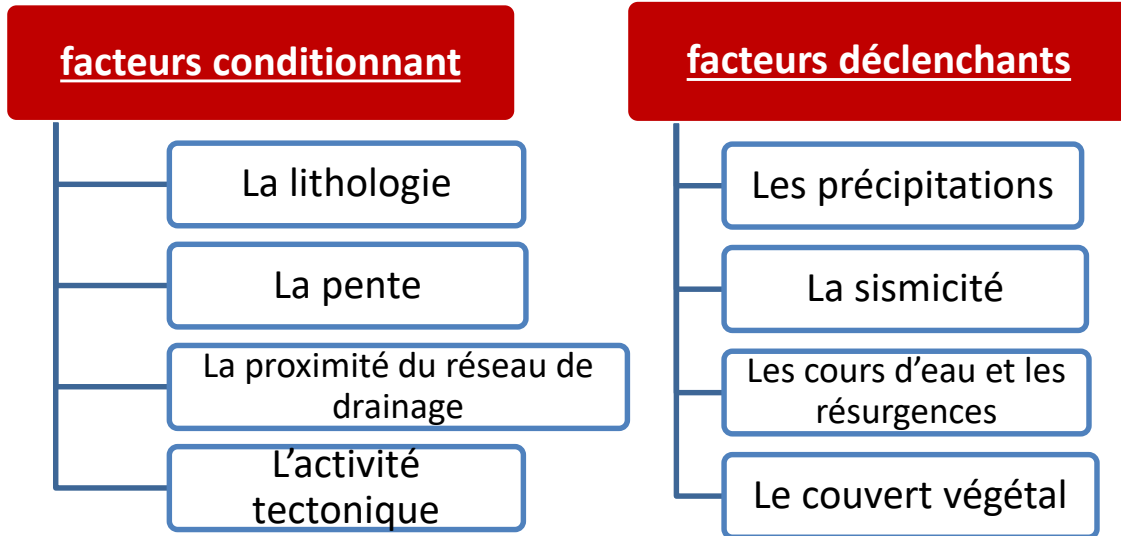 facteurs conditionnant
La lithologie
La pente
La proximité du réseau de
drainage
L’activité
tectonique
facteurs déclenchants
Les précipitations
La sismicité
Les cours d’eau et les
résurgences
Le couvert végétal